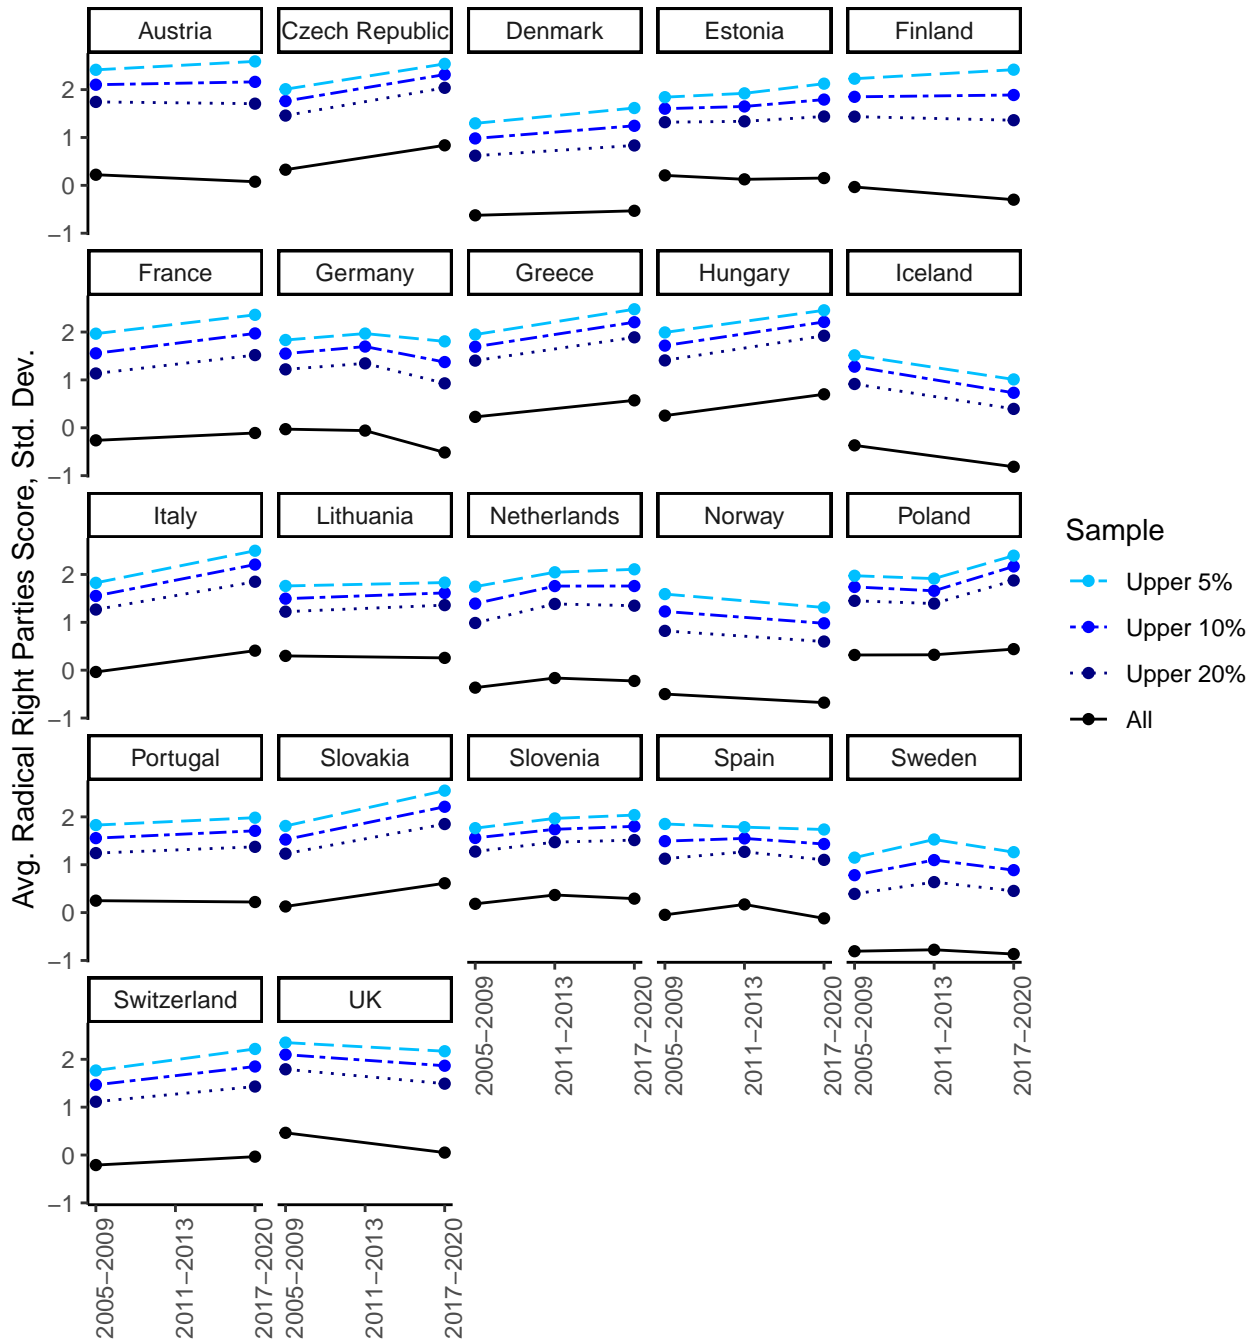 Austria
Czech Republic
Denmark
Estonia
Finland
2
1
0
−1
France
Germany
Greece
Hungary
Iceland
2
1
0
−1
Italy
Lithuania
Netherlands
Norway
Poland
2
1
0
−1
Portugal
Slovakia
Slovenia
Spain
Sweden
2
1
0
−1
Switzerland
UK
2
1
0
−1
2005−2009
2011−2013
2017−2020
2005−2009
2011−2013
2017−2020
2005−2009
2011−2013
2017−2020
2005−2009
2011−2013
2017−2020
2005−2009
2011−2013
2017−2020
Avg. Radical Right Parties Score, Std. Dev.
Sample
Upper 5%
Upper 10%
Upper 20%
All